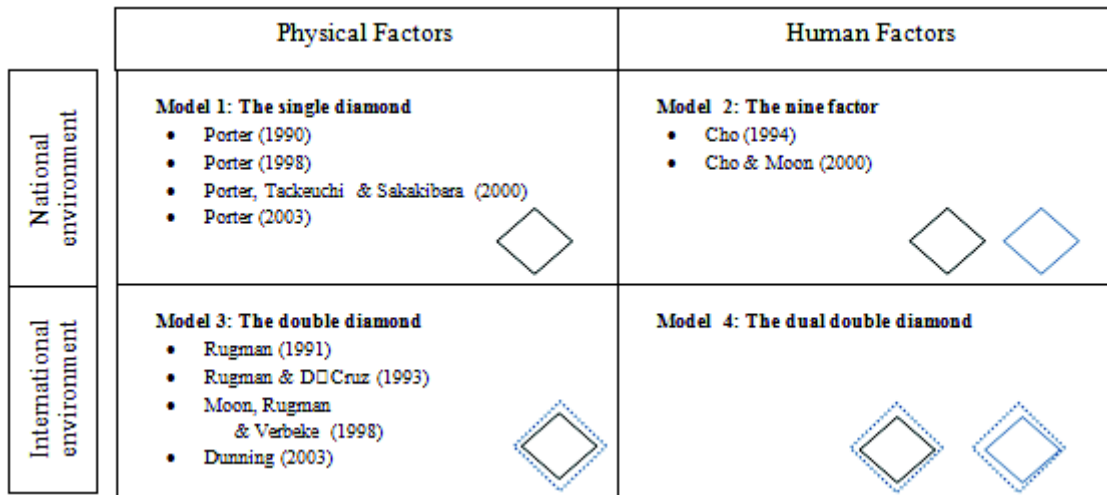 Physical Factors
Human Factors
National
environment
Model 1: The single diamond
• Porter (1990)
• Porter (1998)
• Porter, Tackeuchi & Sakakibara (2000)
• Porter (2003)
Model 2: The nine factor
• Cho (1994)
• Cho & Moon (2000)
International
environment
Model 3: The double diamond
• Rugman (1991)
• Rugman & D□Cruz (1993)
• Moon, Rugman
& Verbeke (1998)
• Dunning (2003)
Model 4: The dual double diamond